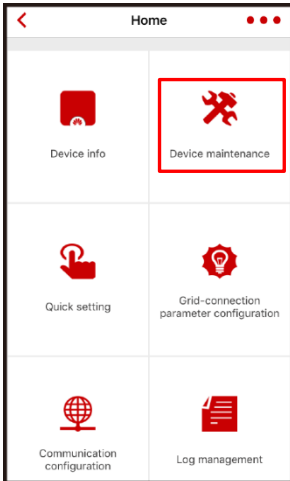 Home
Device info
Device maintenance
Quick setting
Grid-connection
parameter configuration
Communication
configuration
Log management